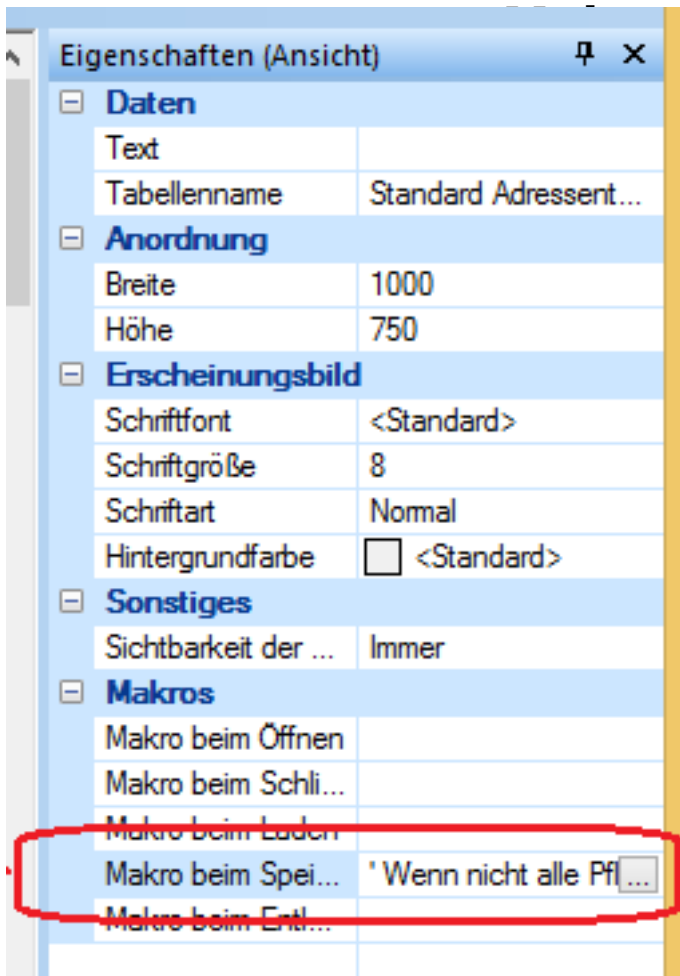 Eigenschaften (Ansicht)
Daten
Text
Tabellenname Standard Adressent...
Anordnung
Breite 1000
Höhe 750
Erscheinungsbild
Schriftfont <Standard>
Schriftgröße 8
Schriftart Normal
Hintergrundfarbe <Standard>
Sonstiges
Sichtbarkeit der ... Immer
Makros
Makro beim Öffnen
Makro beim Schli...
Makro beim Laden
Makro beim Spei... ' Wenn nicht alle Pfl ...
Makro beim Entl...